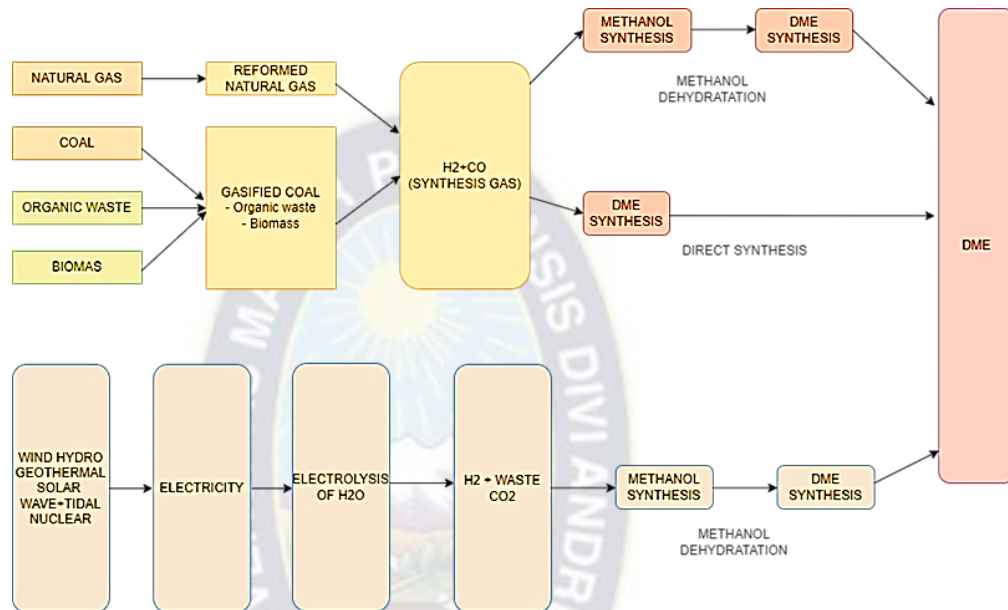 METHANOL
SYNTHESIS
DME SYNTHESIS
METHANOL
DEHYDRATATION
NATURAL GAS
REFORMED
NATURAL GAS
COAL
ORGANIC WASTE
BIOMAS
GASIFIED COAL
- Organic waste
- Biomass
H2+CO
(SYNTHESIS GAS)
DME
SYNTHESIS
DIRECT SYNTHESIS
DME
WIND HYDRO
GEOTHERMAL
SOLAR
WAVE+TIDAL
NUCLEAR
ELECTRICITY
ELECTROLYSIS
OF H2O
H2 + WASTE
CO2
METHANOL
SYNTHESIS
DME
SYNTHESIS
METHANOL
DEHYDRATATION
DIVI ANDR